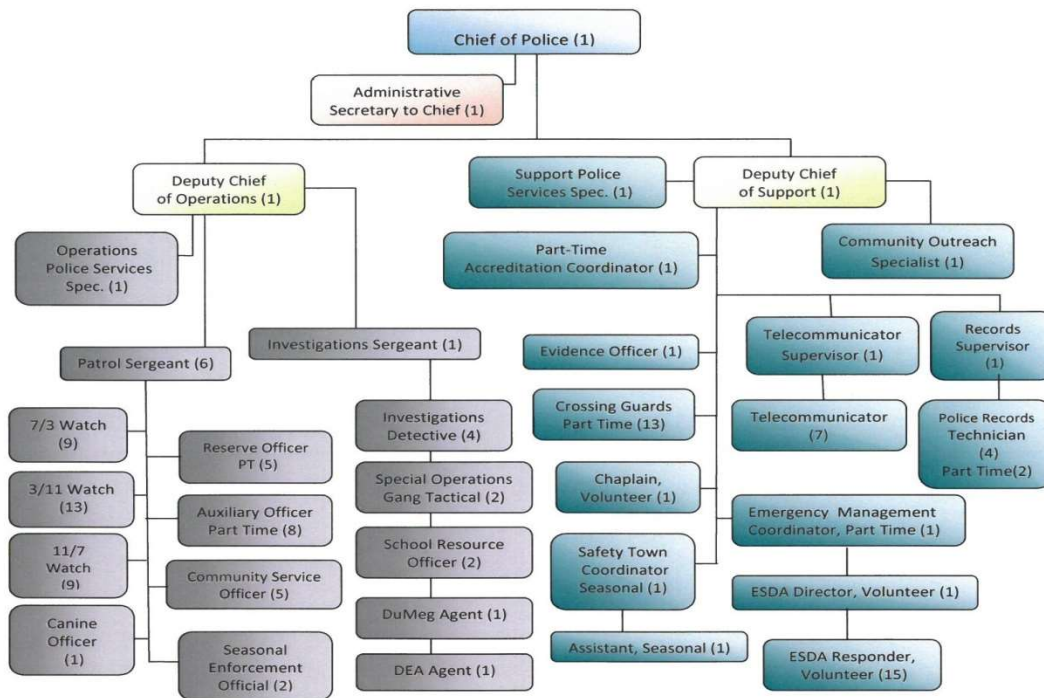 Chief of Police (1)
Administrative
Secretary to Chief (1)
Deputy Chief
of Operations (1)
Support Police
Services Spec. (1)
Deputy Chief
of Support (1)
Operations
Police Services
Spec. (1)
Part-Time
Accreditation Coordinator (1)
Community Outreach
Specialist (1)
Patrol Sergeant (6)
Investigations Sergeant (1)
Evidence Officer (1)
Telecommunicator
Supervisor (1)
Records
Supervisor
(1)
7/3 Watch
(9)
Reserve Officer
PT (5)
Investigations
Detective (4)
Crossing Guards
Part Time (13)
Telecommunicator
(7)
Police Records
Technician
(4)
Part Time(2)
3/11 Watch
(13)
Auxiliary Officer
Part Time (8)
Special Operations
Gang Tactical (2)
Chaplain,
Volunteer (1)
Emergency Management
Coordinator, Part Time (1)
11/7
Watch
(9)
Community Service
Officer (5)
School Resource
Officer (2)
Safety Town
Coordinator
Seasonal (1)
ESDA Director, Volunteer (1)
Canine
Officer
(1)
Seasonal
Enforcement
Official (2)
DuMeg Agent (1)
DEA Agent (1)
Assistant, Seasonal (1)
ESDA Responder,
Volunteer (15)